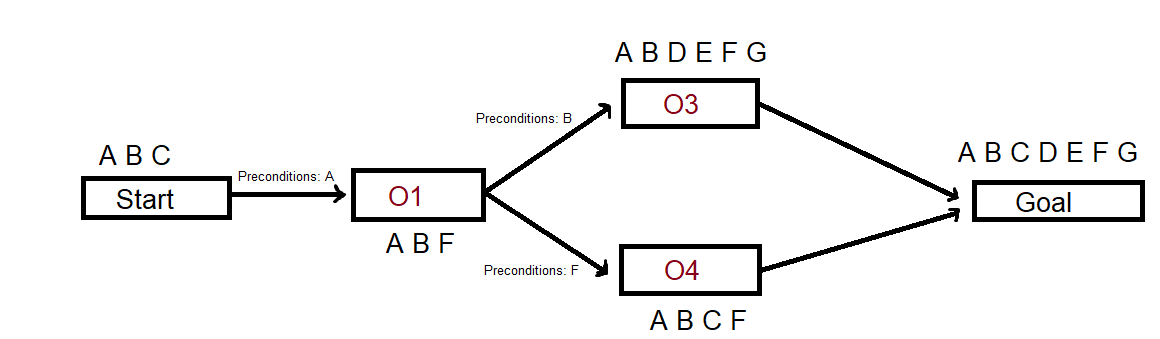 A B D E F G
O3
Preconditions: B
A B C
Start
Preconditions: A
O1
A B F
A B C D E F G
Goal
Preconditions: F
O4
A B C F